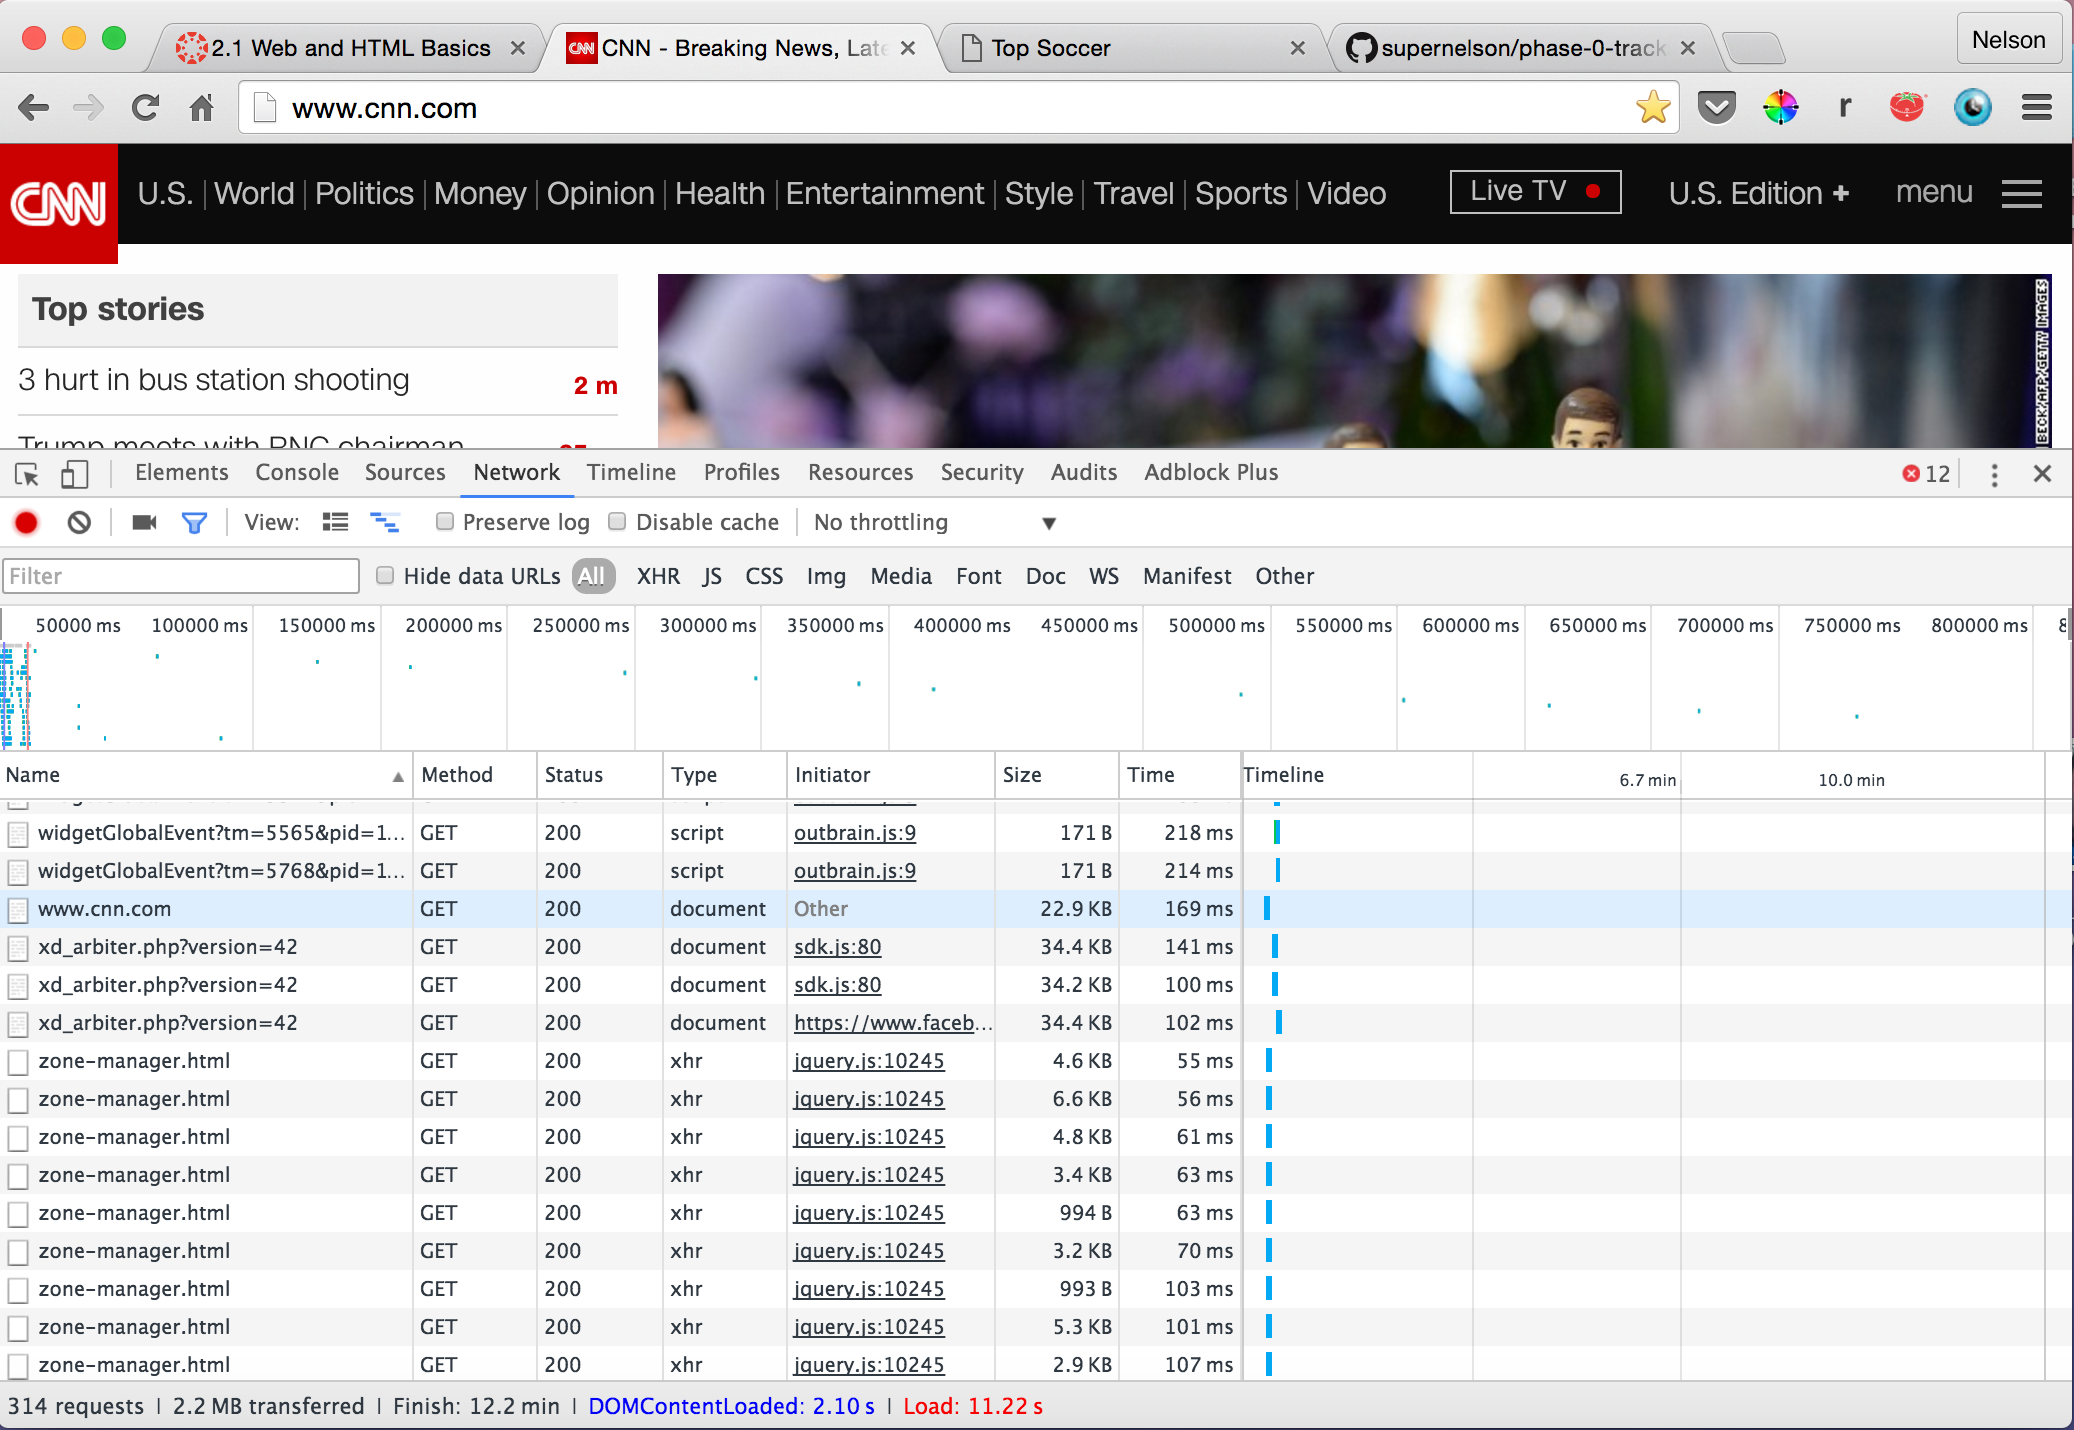 2.1 Web and HTML Basics
CNN - Breaking News, Late
Top Soccer
supernelson/phase-0-track
Nelson
www.cnn.com
r
CNN U.S. World Politics Money Opinion Health Entertainment Style Travel Sports Video Live TV U.S. Edition + menu
Top stories
3 hurt in bus station shooting 2 m
Trump meets with RNC chairman
BECK/AFP/GETTY IMAGES
Elements Console Sources Network Timeline Profiles Resources Security Audits Adblock Plus 12
View: Preserve log Disable cache No throttling
Filter Hide data URLs All XHR JS CSS Img Media Font Doc WS Manifest Other
50000 ms 100000 ms 150000 ms 200000 ms 250000 ms 300000 ms 350000 ms 400000 ms 450000 ms 500000 ms 550000 ms 600000 ms 650000 ms 700000 ms 750000 ms 800000 ms
Name Method Status Type Initiator Size Time Timeline 6.7 min 10.0 min
widgetGlobalEvent?tm=5565&pid=1... GET 200 script outbrain.js:9 171 B 218 ms
widgetGlobalEvent?tm=5768&pid=1... GET 200 script outbrain.js:9 171 B 214 ms
www.cnn.com GET 200 document Other 22.9 KB 169 ms
xd_arbiter.php?version=42 GET 200 document sdk.js:80 34.4 KB 141 ms
xd_arbiter.php?version=42 GET 200 document sdk.js:80 34.2 KB 100 ms
xd_arbiter.php?version=42 GET 200 document https://www.faceb... 34.4 KB 102 ms
zone-manager.html GET 200 xhr jquery.js:10245 4.6 KB 55 ms
zone-manager.html GET 200 xhr jquery.js:10245 6.6 KB 56 ms
zone-manager.html GET 200 xhr jquery.js:10245 4.8 KB 61 ms
zone-manager.html GET 200 xhr jquery.js:10245 3.4 KB 63 ms
zone-manager.html GET 200 xhr jquery.js:10245 994 B 63 ms
zone-manager.html GET 200 xhr jquery.js:10245 3.2 KB 70 ms
zone-manager.html GET 200 xhr jquery.js:10245 993 B 103 ms
zone-manager.html GET 200 xhr jquery.js:10245 5.3 KB 101 ms
zone-manager.html GET 200 xhr jquery.js:10245 2.9 KB 107 ms
314 requests | 2.2 MB transferred | Finish: 12.2 min | DOMContentLoaded: 2.10 s | Load: 11.22 s